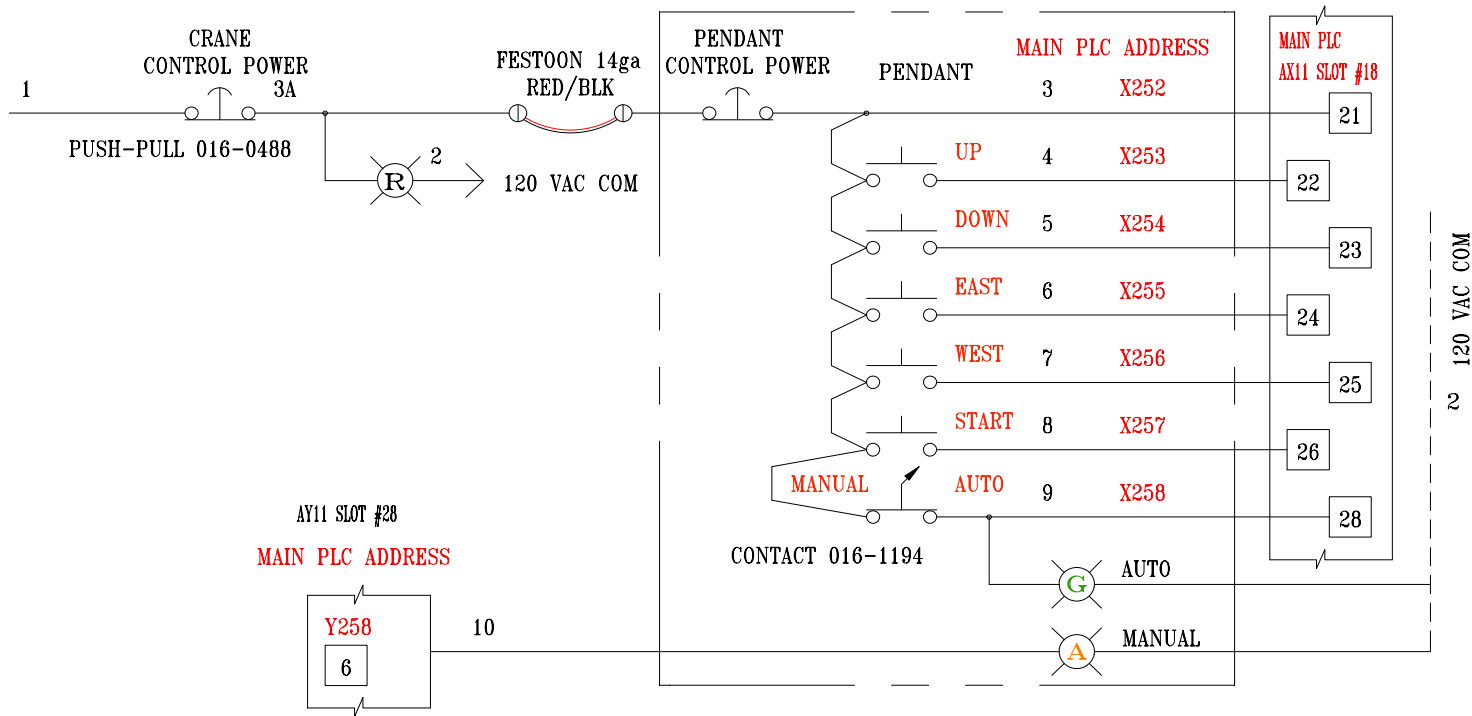 CRANE
CONTROL POWER
1
3A
PUSH-PULL 016-0488
R
2
120 VAC COM
FESTOON 14ga
RED/BLK
PENDANT
CONTROL POWER
PENDANT
MAIN PLC ADDRESS
3 X252
UP 4 X253
DOWN 5 X254
EAST 6 X255
WEST 7 X256
START 8 X257
MANUAL AUTO 9 X258
CONTACT 016-1194
MAIN PLC
AX11 SLOT #18
21
22
23
24
25
26
28
2 120 VAC COM
G AUTO
A MANUAL
AY11 SLOT #28
MAIN PLC ADDRESS
Y258
6
10